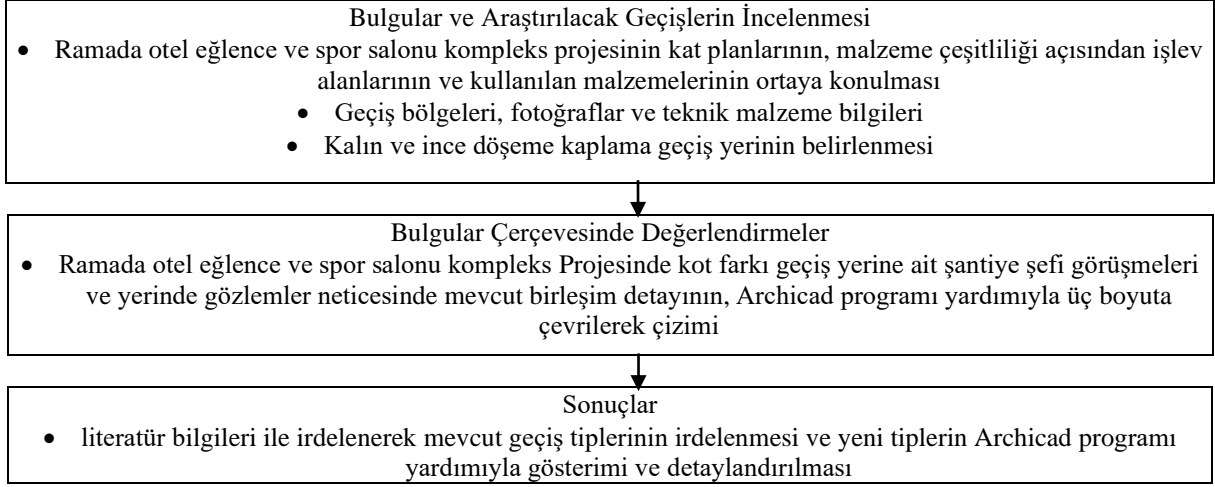 Bulgular ve Araştırılacak Geçişlerin İncelenmesi
• Ramada otel eğlence ve spor salonu kompleks projesinin kat planlarının, malzeme çeşitliliği açısından işlev
alanlarının ve kullanılan malzemelerinin ortaya konulması
• Geçiş bölgeleri, fotoğraflar ve teknik malzeme bilgileri
• Kalın ve ince döşeme kaplama geçiş yerinin belirlenmesi
Bulgular Çerçevesinde Değerlendirmeler
• Ramada otel eğlence ve spor salonu kompleks Projesinde kot farkı geçiş yerine ait şantiye şefi görüşmeleri
ve yerinde gözlemler neticesinde mevcut birleşim detayının, Archicad programı yardımıyla üç boyuta
çevrilerek çizimi
Sonuçlar
• literatür bilgileri ile irdelenerek mevcut geçiş tiplerinin irdelenmesi ve yeni tiplerin Archicad programı
yardımıyla gösterimi ve detaylandırılması